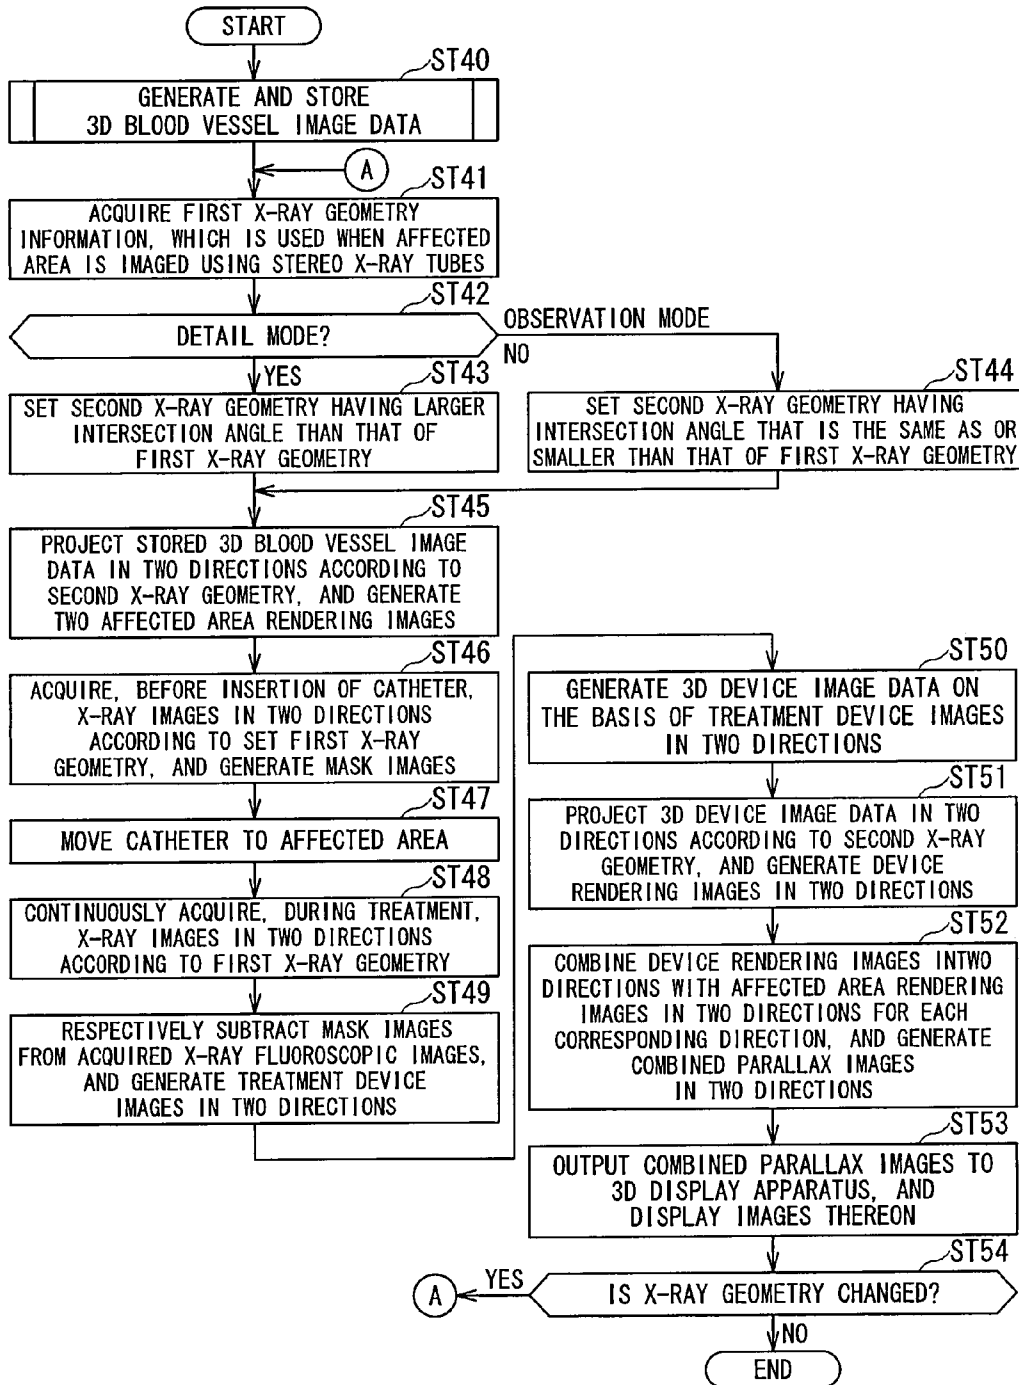 START
ST40
GENERATE AND STORE
3D BLOOD VESSEL IMAGE DATA
A
ST41
ACQUIRE FIRST X-RAY GEOMETRY
INFORMATION, WHICH IS USED WHEN AFFECTED
AREA IS IMAGED USING STEREO X-RAY TUBES
ST42
DETAIL MODE?
OBSERVATION MODE
NO
YES
ST43
SET SECOND X-RAY GEOMETRY HAVING LARGER
INTERSECTION ANGLE THAN THAT OF
FIRST X-RAY GEOMETRY
ST44
SET SECOND X-RAY GEOMETRY HAVING
INTERSECTION ANGLE THAT IS THE SAME AS OR
SMALLER THAN THAT OF FIRST X-RAY GEOMETRY
ST45
PROJECT STORED 3D BLOOD VESSEL IMAGE
DATA IN TWO DIRECTIONS ACCORDING TO
SECOND X-RAY GEOMETRY, AND GENERATE
TWO AFFECTED AREA RENDERING IMAGES
ST46
ACQUIRE, BEFORE INSERTION OF CATHETER,
X-RAY IMAGES IN TWO DIRECTIONS
ACCORDING TO SET FIRST X-RAY
GEOMETRY, AND GENERATE MASK IMAGES
ST47
MOVE CATHETER TO AFFECTED AREA
ST48
CONTINUOUSLY ACQUIRE, DURING TREATMENT,
X-RAY IMAGES IN TWO DIRECTIONS
ACCORDING TO FIRST X-RAY GEOMETRY
ST49
RESPECTIVELY SUBTRACT MASK IMAGES
FROM ACQUIRED X-RAY FLUOROSCOPIC IMAGES,
AND GENERATE TREATMENT DEVICE
IMAGES IN TWO DIRECTIONS
ST50
GENERATE 3D DEVICE IMAGE DATA ON
THE BASIS OF TREATMENT DEVICE IMAGES
IN TWO DIRECTIONS
ST51
PROJECT 3D DEVICE IMAGE DATA IN TWO
DIRECTIONS ACCORDING TO SECOND X-RAY
GEOMETRY, AND GENERATE DEVICE
RENDERING IMAGES IN TWO DIRECTIONS
ST52
COMBINE DEVICE RENDERING IMAGES INTWO
DIRECTIONS WITH AFFECTED AREA RENDERING
IMAGES IN TWO DIRECTIONS FOR EACH
CORRESPONDING DIRECTION, AND GENERATE
COMBINED PARALLAX IMAGES
IN TWO DIRECTIONS
ST53
OUTPUT COMBINED PARALLAX IMAGES TO
3D DISPLAY APPARATUS, AND
DISPLAY IMAGES THEREON
ST54
IS X-RAY GEOMETRY CHANGED?
YES
A
NO
END